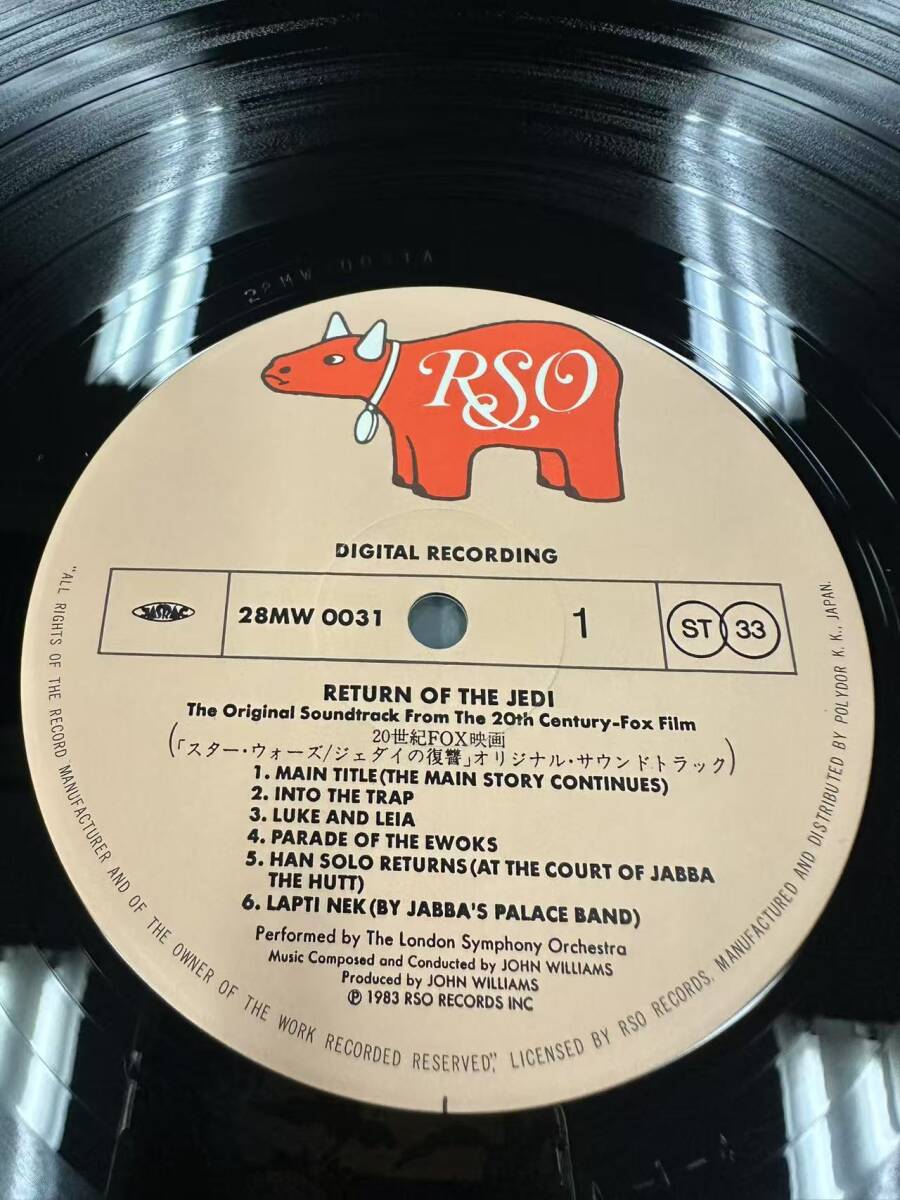 28MW 0031A
RSO
DIGITAL RECORDING
JASRAC
28MW 0031
1
ST
33
RETURN OF THE JEDI
The Original Soundtrack From The 20th Century-Fox Film
20世紀FOX映画
(「スター・ウォーズ/ジェダイの復讐」オリジナル・サウンドトラック)
1. MAIN TITLE(THE MAIN STORY CONTINUES)
2. INTO THE TRAP
3. LUKE AND LEIA
4. PARADE OF THE EWOKS
5. HAN SOLO RETURNS(AT THE COURT OF JABBA
THE HUTT)
6. LAPTI NEK(BY JABBA'S PALACE BAND)
Performed by The London Symphony Orchestra
Music Composed and Conducted by JOHN WILLIAMS
Produced by JOHN WILLIAMS
℗ 1983 RSO RECORDS INC
"ALL RIGHTS OF THE RECORD MANUFACTURER AND OF THE OWNER OF THE WORK RECORDED RESERVED," LICENSED BY RSO RECORDS. MANUFACTURED AND DISTRIBUTED BY POLYDOR K. K., JAPAN.